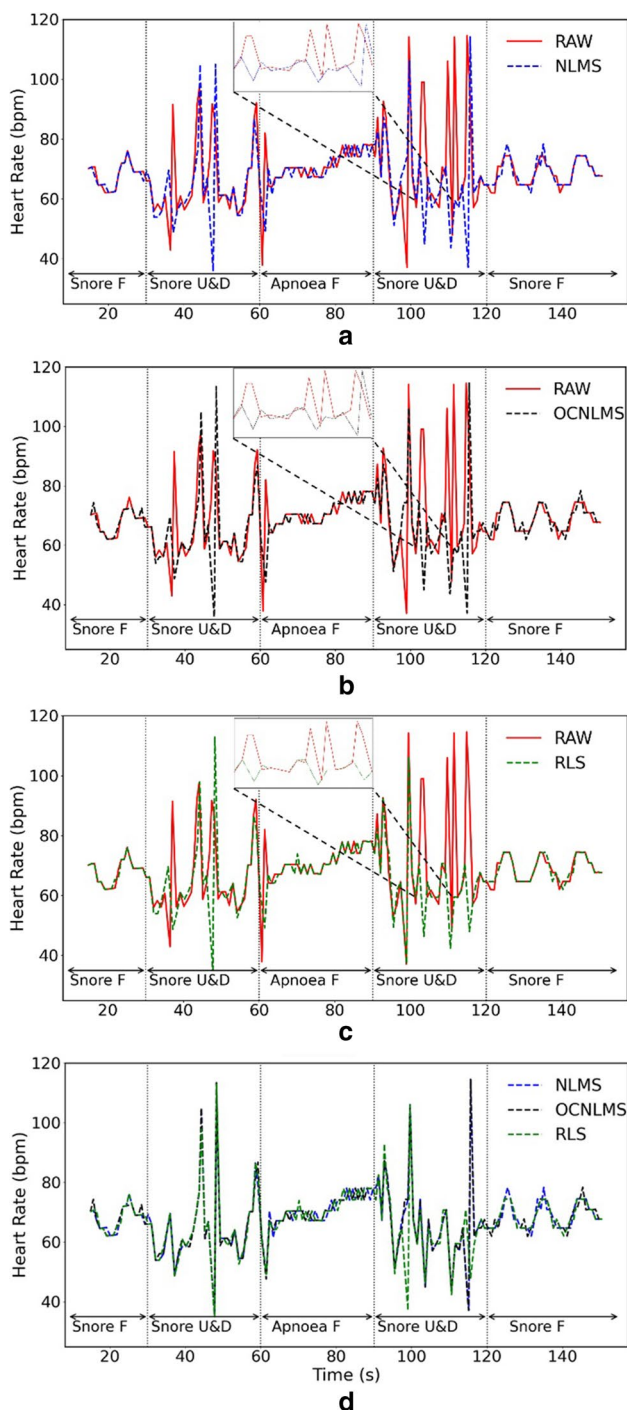 120
100
80
60
40
Heart Rate (bpm)
RAW
NLMS
Snore F
Snore U&D
Apnoea F
Snore U&D
Snore F
20 40 60 80 100 120 140
a
120
100
80
60
40
Heart Rate (bpm)
RAW
OCNLMS
Snore F
Snore U&D
Apnoea F
Snore U&D
Snore F
20 40 60 80 100 120 140
b
120
100
80
60
40
Heart Rate (bpm)
RAW
RLS
Snore F
Snore U&D
Apnoea F
Snore U&D
Snore F
20 40 60 80 100 120 140
c
120
100
80
60
40
Heart Rate (bpm)
NLMS
OCNLMS
RLS
Snore F
Snore U&D
Apnoea F
Snore U&D
Snore F
20 40 60 80 100 120 140
Time (s)
d